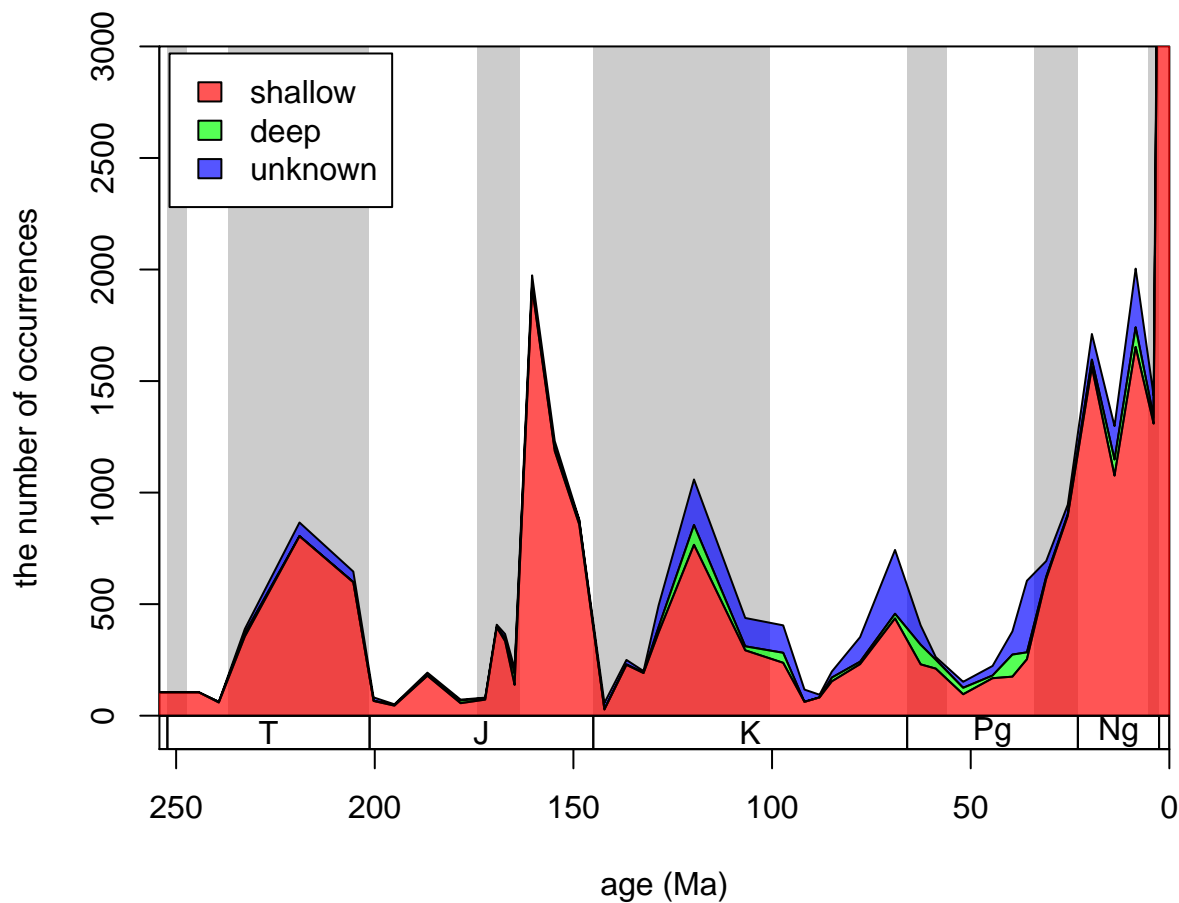 the number of occurrences
3000
2500
2000
1500
1000
500
0
shallow
deep
unknown
T J K Pg Ng
250 200 150 100 50 0
age (Ma)